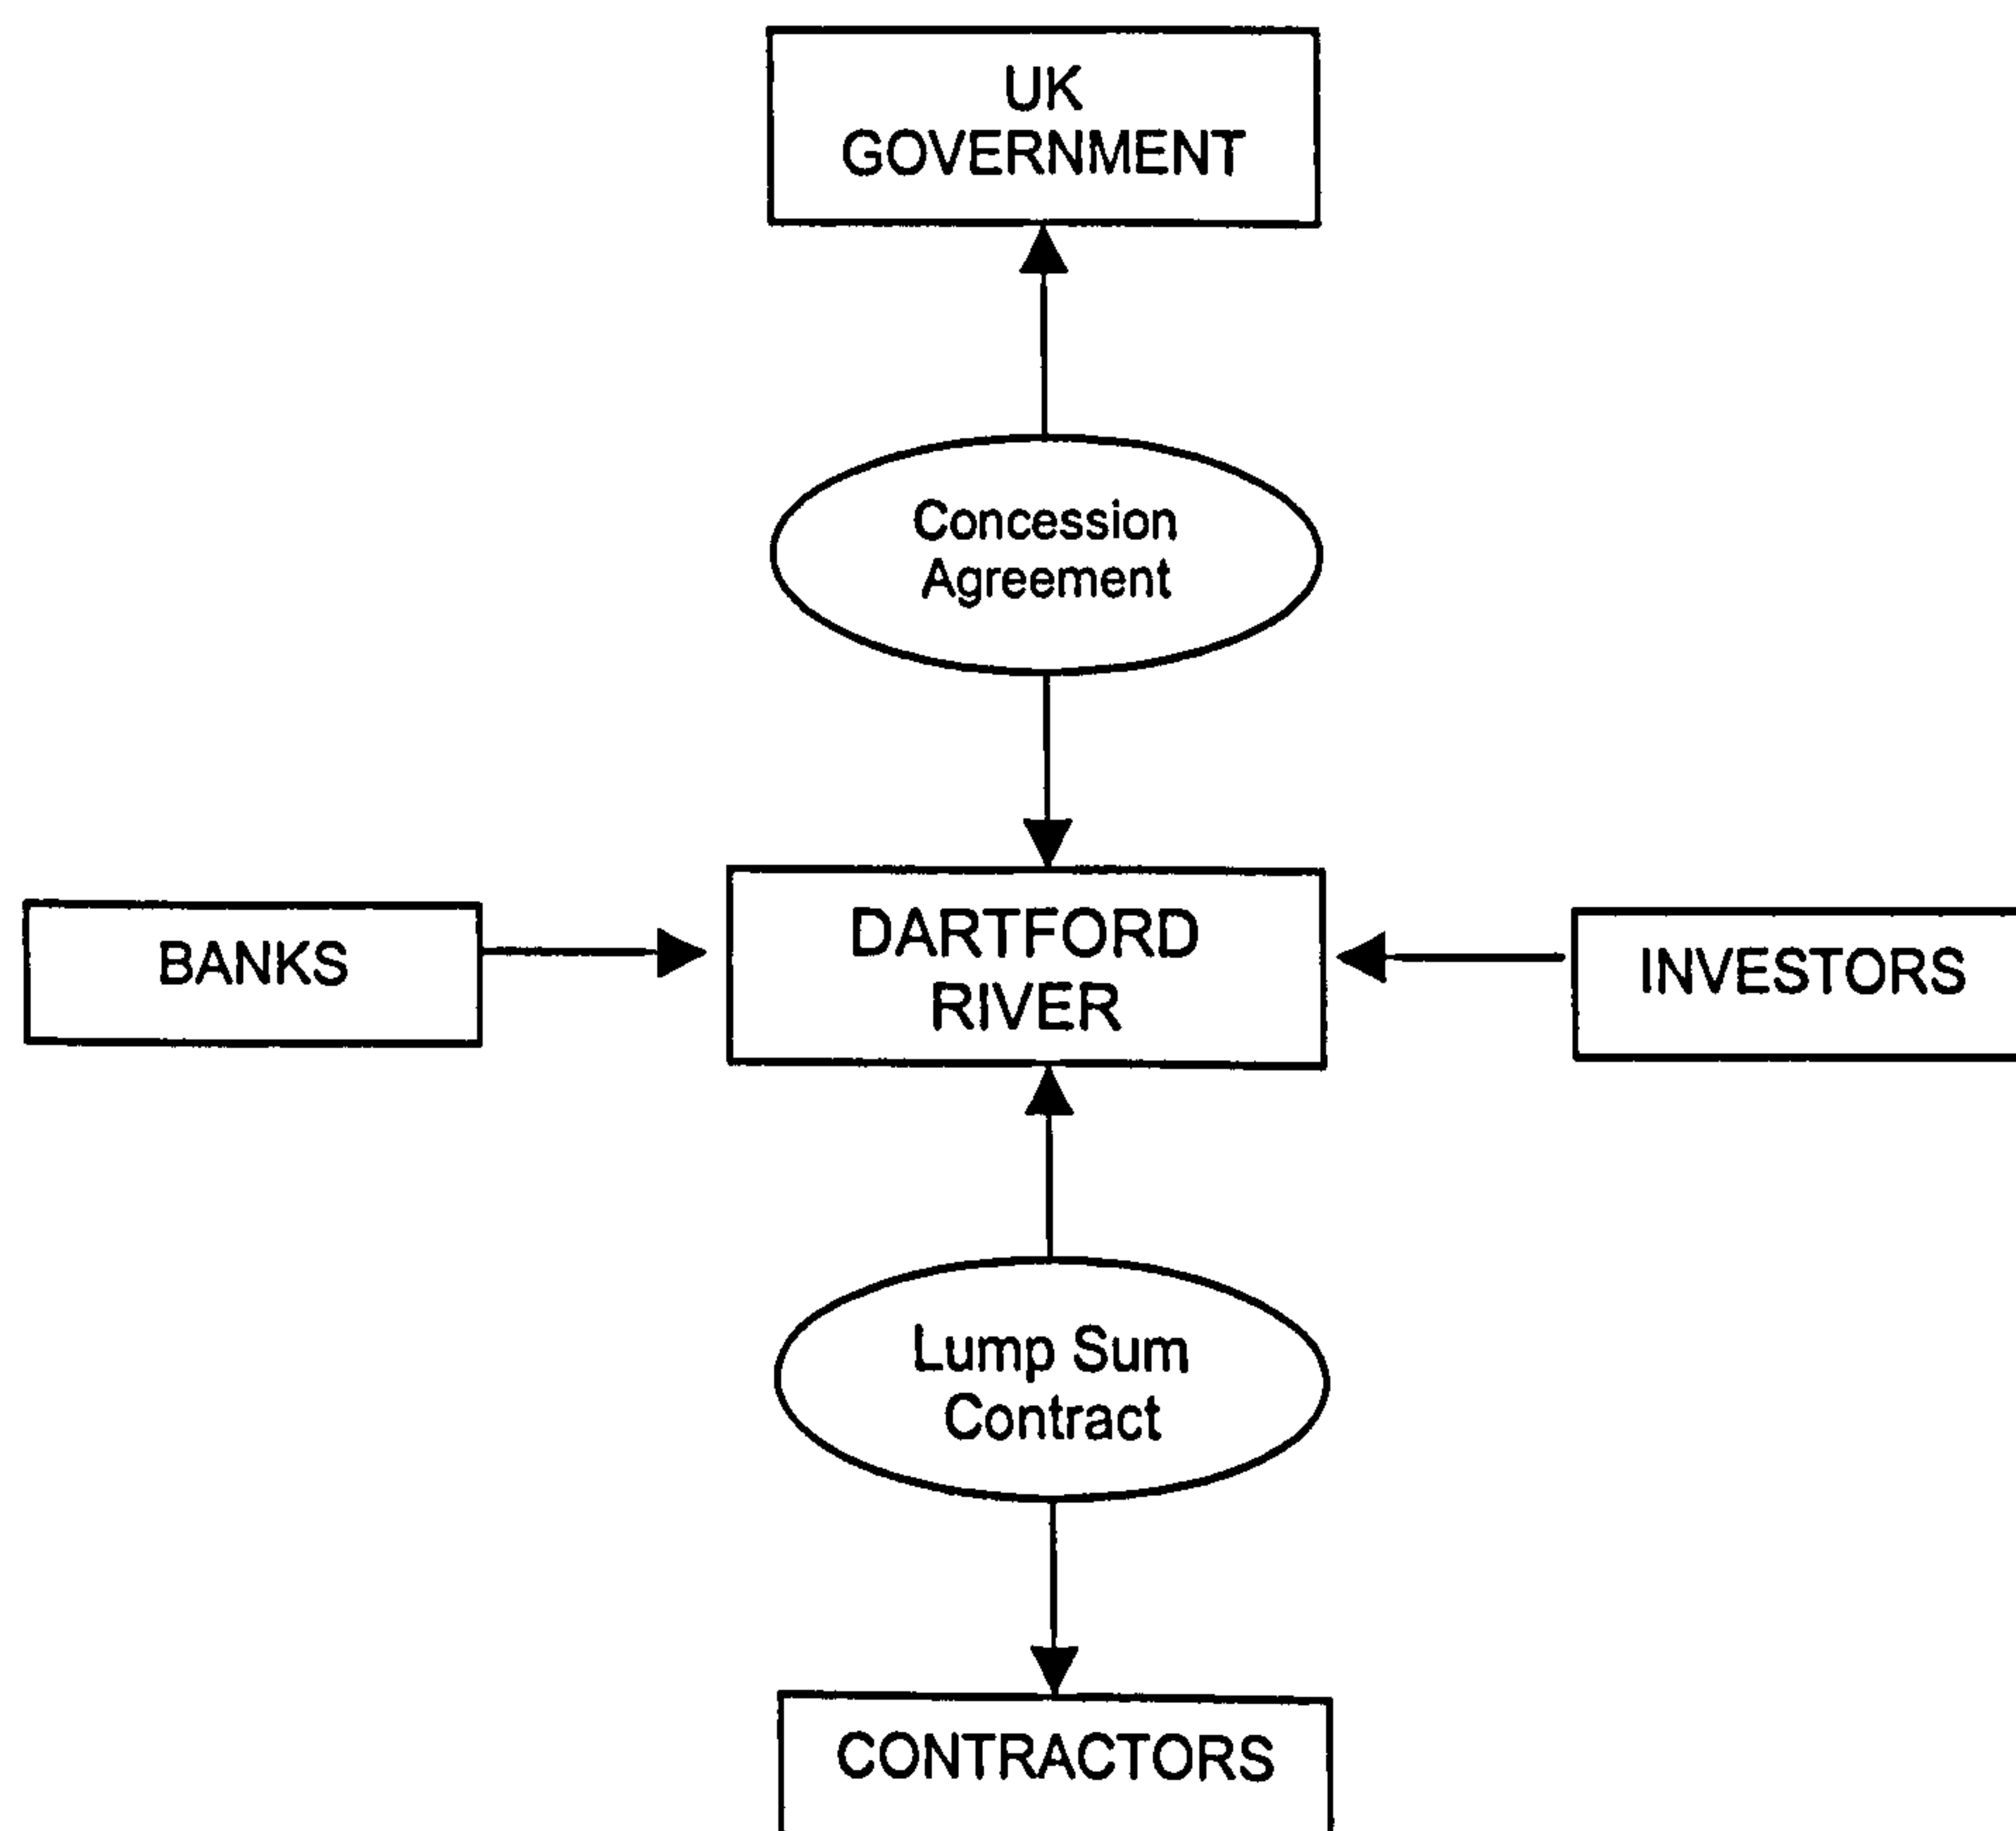 UK
GOVERNMENT
Concession
Agreement
BANKS
DARTFORD
RIVER
INVESTORS
Lump Sum
Contract
CONTRACTORS